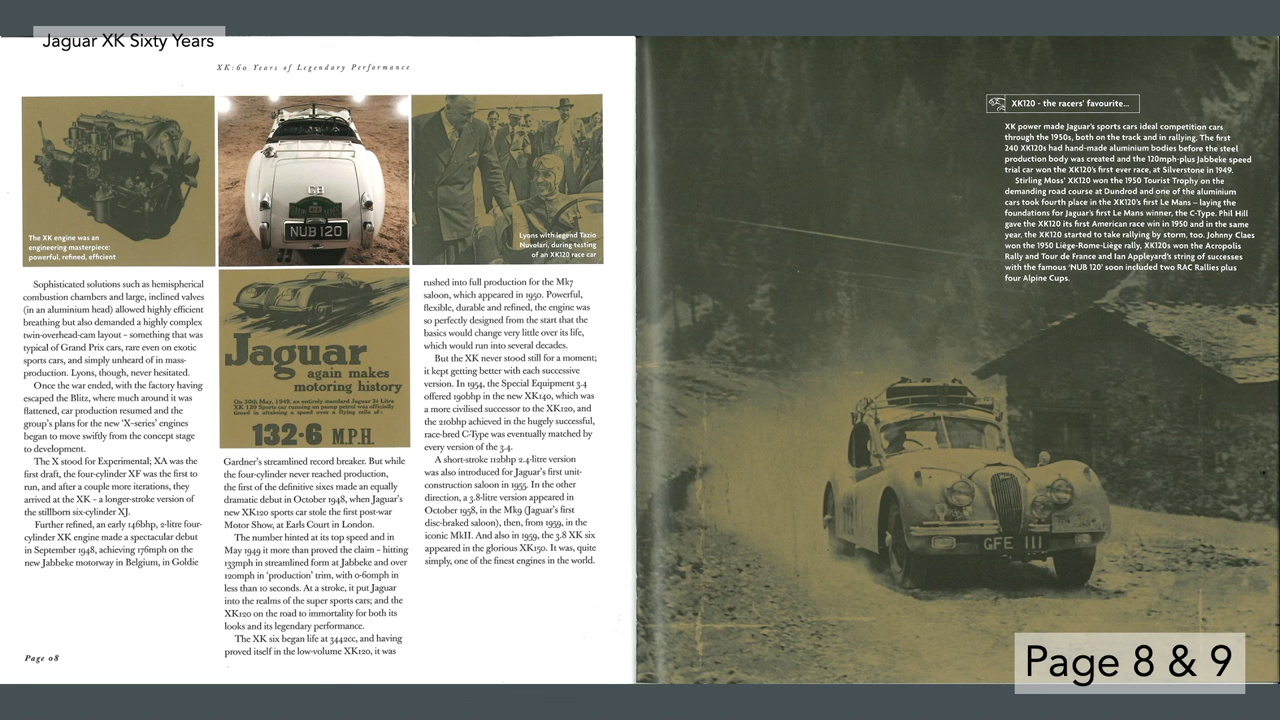 Jaguar XK Sixty Years
XK:60 Years of Legendary Performance
The XK engine was an
engineering masterpiece:
powerful, refined, efficient
GB
NUB 120
Lyons with legend Tasio
Nuvolari, during testing
of an XK120 race car
Sophisticated solutions such as hemispherical
combustion chambers and large, inclined valves
(in an aluminium head) allowed highly efficient
breathing but also demanded a highly complex
twin-overhead-cam layout – something that was
typical of Grand Prix cars, rare even on exotic
sports cars, and simply unheard of in mass-
production. Lyons, though, never hesitated.
Once the war ended, with the factory having
escaped the Blitz, where much around it was
flattened, car production resumed and the
group's plans for the new 'X-series' engines
began to move swiftly from the concept stage
to development.
The X stood for Experimental; XA was the
first draft, the four-cylinder XF was the first to
run, and after a couple more iterations, they
arrived at the XK – a longer-stroke version of
the stillborn six-cylinder XJ.
Further refined, an early 146bhp, 2-litre four-
cylinder XK engine made a spectacular debut
in September 1948, achieving 176mph on the
new Jabbeke motorway in Belgium, in Goldie
Jaguar
again makes
motoring history
On 30th May, 1949, an entirely standard Jaguar 3½ Litre
XK 120 Sports car running on pump petrol was officially
timed as attaining a speed over a flying mile of:
132·6 M.P.H.
Gardner's streamlined record breaker. But while
the four-cylinder never reached production,
the first of the definitive sixes made an equally
dramatic debut in October 1948, when Jaguar's
new XK120 sports car stole the first post-war
Motor Show, at Earls Court in London.
The number hinted at its top speed and in
May 1949 it more than proved the claim – hitting
133mph in streamlined form at Jabbeke and over
120mph in 'production' trim, with 0-60mph in
less than 10 seconds. At a stroke, it put Jaguar
into the realms of the super sports cars; and the
XK120 on the road to immortality for both its
looks and its legendary performance.
The XK six began life at 3442cc, and having
proved itself in the low-volume XK120, it was
rushed into full production for the Mk7
saloon, which appeared in 1950. Powerful,
flexible, durable and refined, the engine was
so perfectly designed from the start that the
basics would change very little over its life,
which would run into several decades.
But the XK never stood still for a moment;
it kept getting better with each successive
version. In 1954, the Special Equipment 3.4
offered 190bhp in the new XK140, which was
a more civilised successor to the XK120, and
the 210bhp achieved in the hugely successful,
race-bred C-Type was eventually matched by
every version of the 3.4.
A short-stroke 112bhp 2.4-litre version
was also introduced for Jaguar's first unit-
construction saloon in 1955. In the other
direction, a 3.8-litre version appeared in
October 1958, in the Mk9 (Jaguar's first
disc-braked saloon), then, from 1959, in the
iconic MkII. And also in 1959, the 3.8 XK six
appeared in the glorious XK150. It was, quite
simply, one of the finest engines in the world.
Page 08
XK120 - the racers' favourite...
XK power made Jaguar's sports cars ideal competition cars
through the 1950s, both on the track and in rallying. The first
240 XK120s had hand-made aluminium bodies before the steel
production body was created and the 120mph-plus Jabbeke speed
trial car won the XK120's first ever race, at Silverstone in 1949.
Stirling Moss' XK120 won the 1950 Tourist Trophy on the
demanding road course at Dundrod and one of the aluminium
cars took fourth place in the XK120's first Le Mans – laying the
foundations for Jaguar's first Le Mans winner, the C-Type. Phil Hill
gave the XK120 its first American race win in 1950 and in the same
year, the XK120 started to take rallying by storm, too. Johnny Claes
won the 1950 Liège-Rome-Liège rally, XK120s won the Acropolis
Rally and Tour de France and Ian Appleyard's string of successes
with the famous 'NUB 120' soon included two RAC Rallies plus
four Alpine Cups.
GFE 111
Page 8 & 9